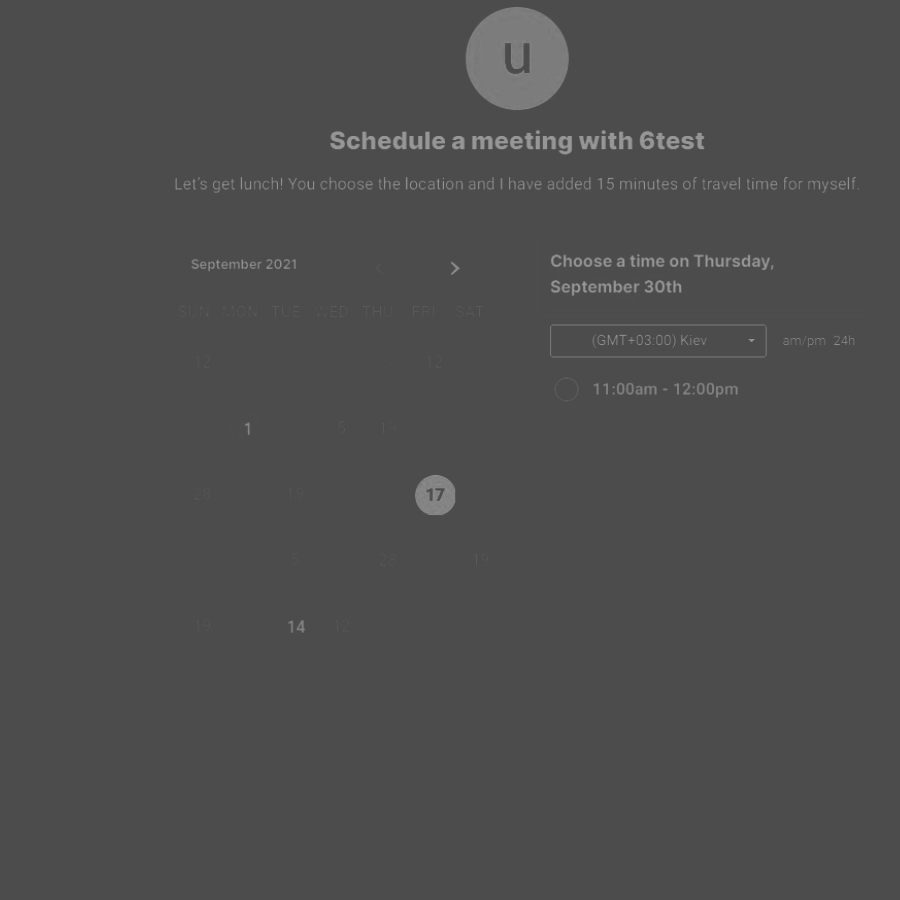 u
Schedule a meeting with 6test
Let's get lunch! You choose the location and I have added 15 minutes of travel time for myself.
September 2021
SUN MON TUE WED THU FRI SAT
12 12
1 5
28 19 17
5 28 19
19 14 12
Choose a time on Thursday,
September 30th
(GMT+03:00) Kiev am/pm 24h
11:00am - 12:00pm